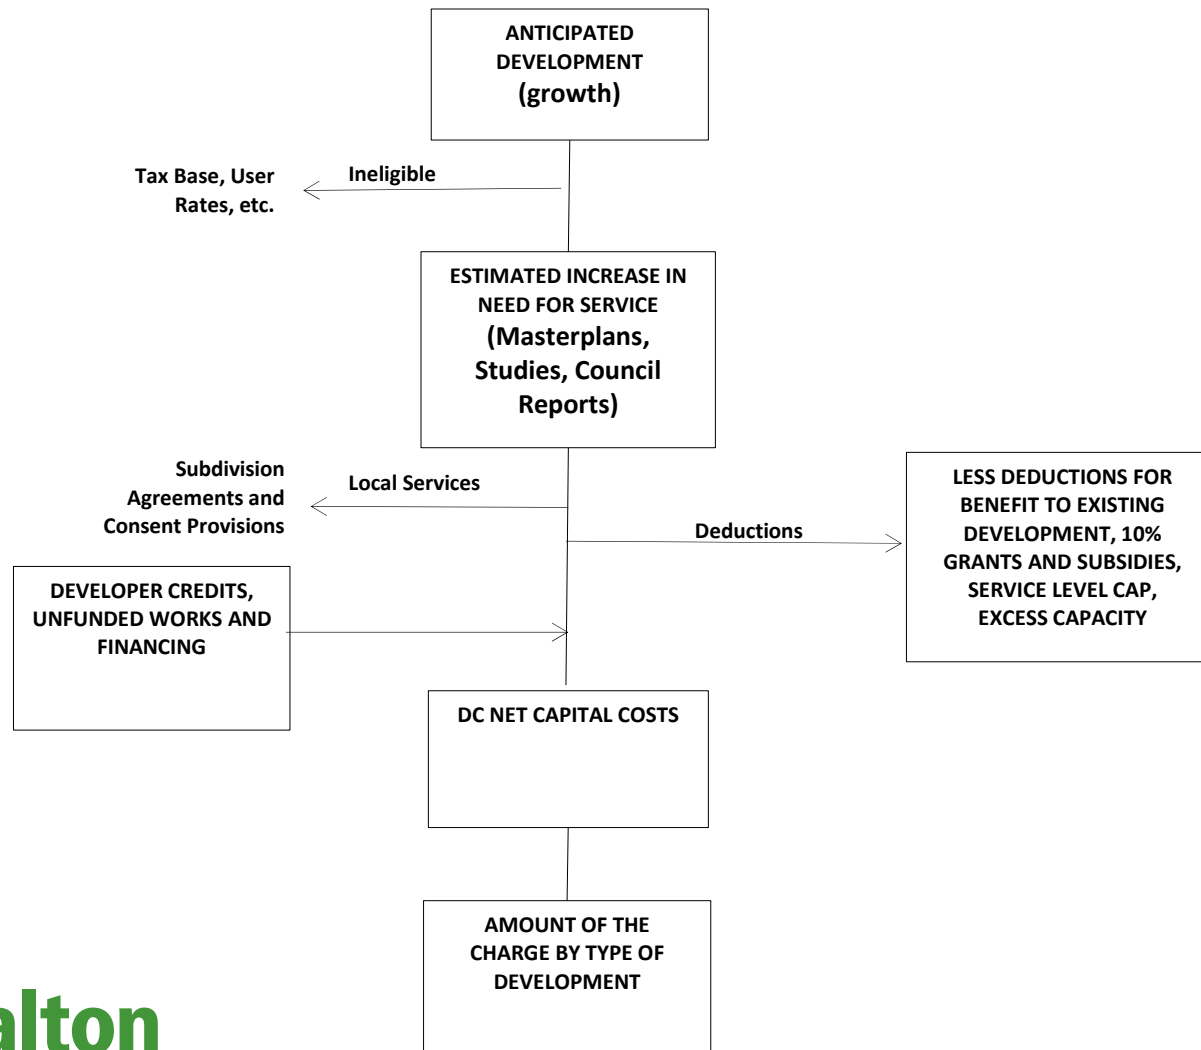 ANTICIPATED
DEVELOPMENT
(growth)
Tax Base, User
Rates, etc.
Ineligible
ESTIMATED INCREASE IN
NEED FOR SERVICE
(Masterplans,
Studies, Council
Reports)
Subdivision
Agreements and
Consent Provisions
Local Services
Deductions
LESS DEDUCTIONS FOR
BENEFIT TO EXISTING
DEVELOPMENT, 10%
GRANTS AND SUBSIDIES,
SERVICE LEVEL CAP,
EXCESS CAPACITY
DEVELOPER CREDITS,
UNFUNDED WORKS AND
FINANCING
DC NET CAPITAL COSTS
AMOUNT OF THE
CHARGE BY TYPE OF
DEVELOPMENT
alton